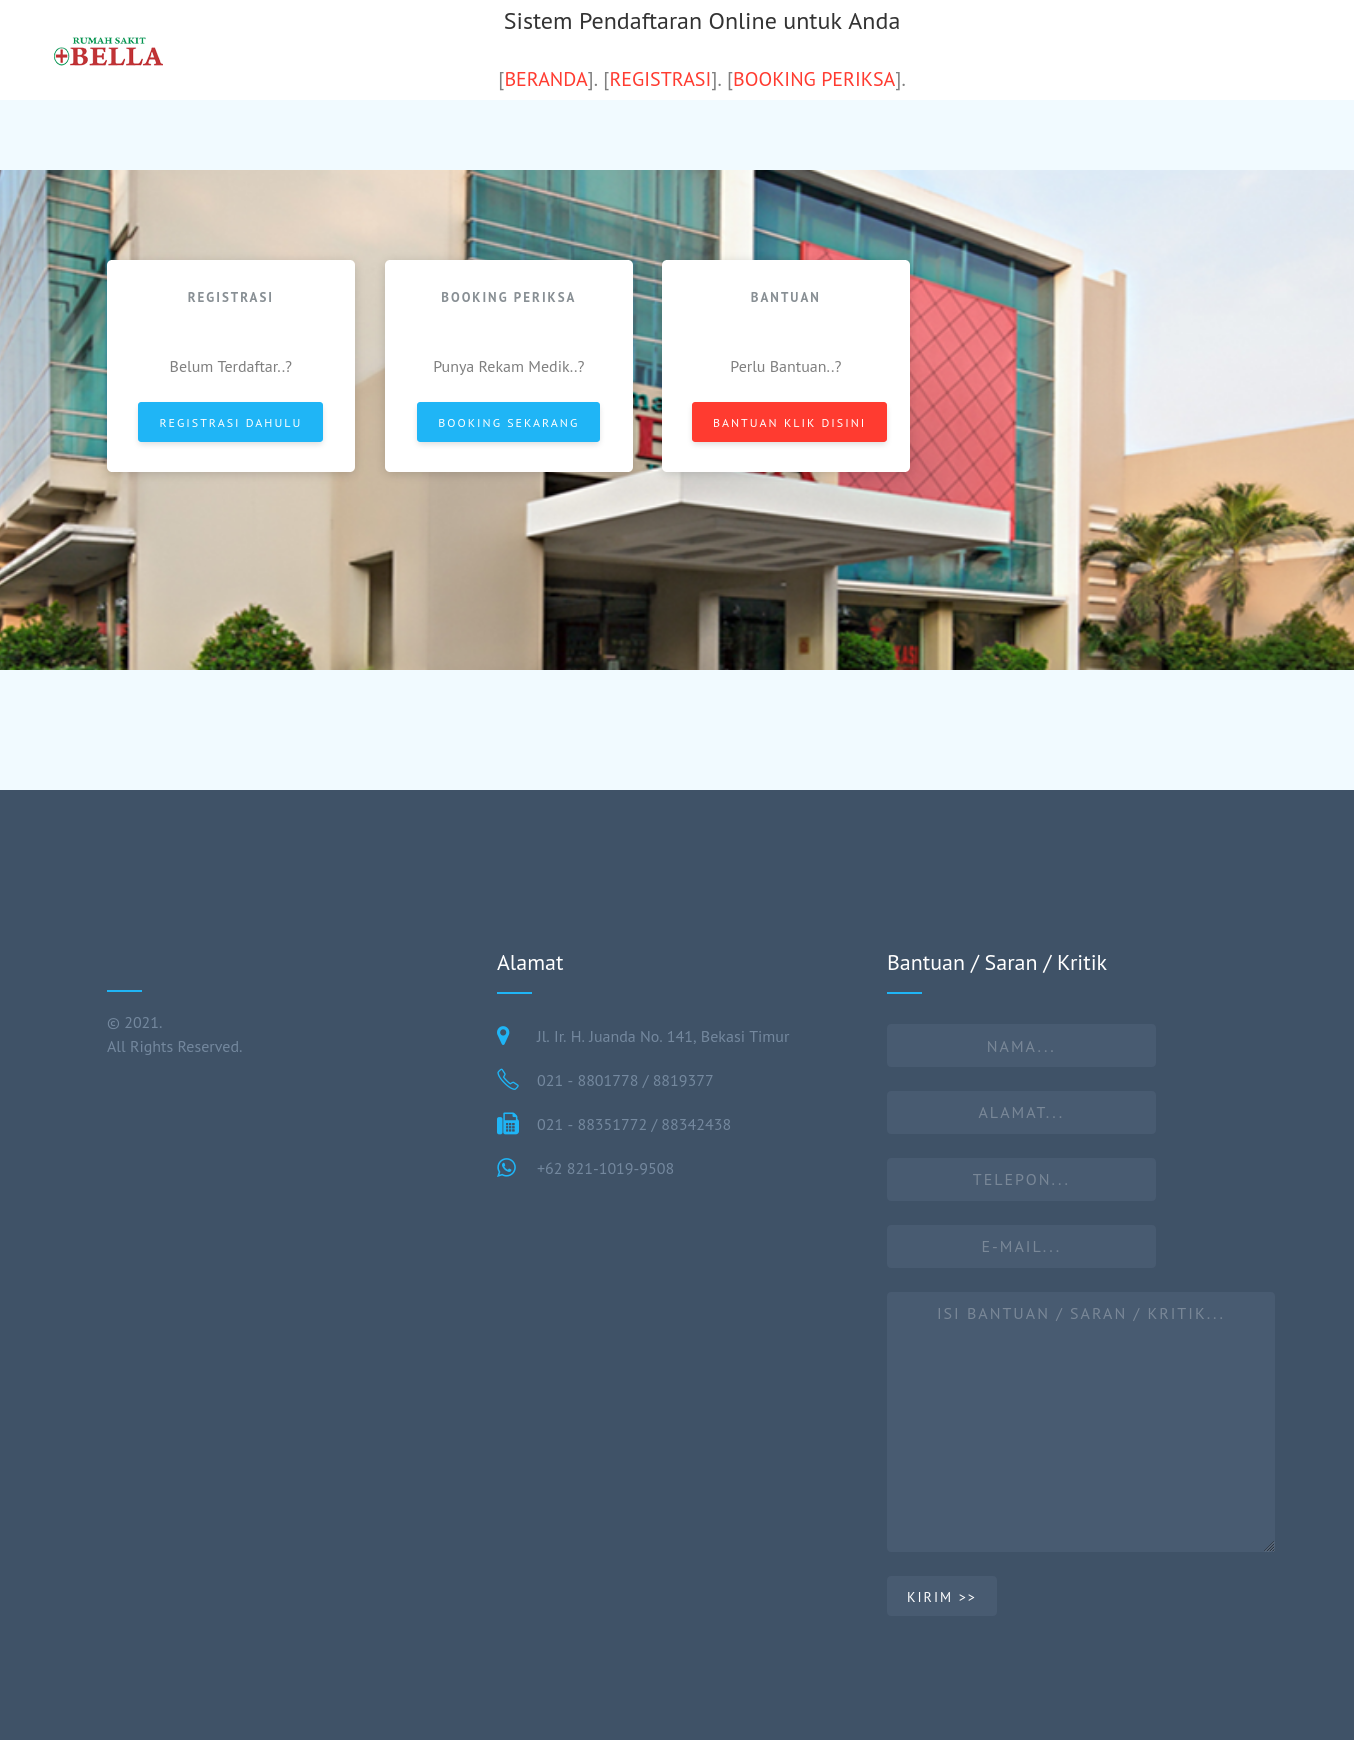 RUMAH SAKIT
BELLA
Sistem Pendaftaran Online untuk Anda
[BERANDA]. [REGISTRASI]. [BOOKING PERIKSA].
REGISTRASI
Belum Terdaftar..?
REGISTRASI DAHULU
BOOKING PERIKSA
Punya Rekam Medik..?
BOOKING SEKARANG
BANTUAN
Perlu Bantuan..?
BANTUAN KLIK DISINI
© 2021.
All Rights Reserved.
Alamat
Jl. Ir. H. Juanda No. 141, Bekasi Timur
021 - 8801778 / 8819377
021 - 88351772 / 88342438
+62 821-1019-9508
Bantuan / Saran / Kritik
NAMA...
ALAMAT...
TELEPON...
E-MAIL...
ISI BANTUAN / SARAN / KRITIK...
KIRIM >>